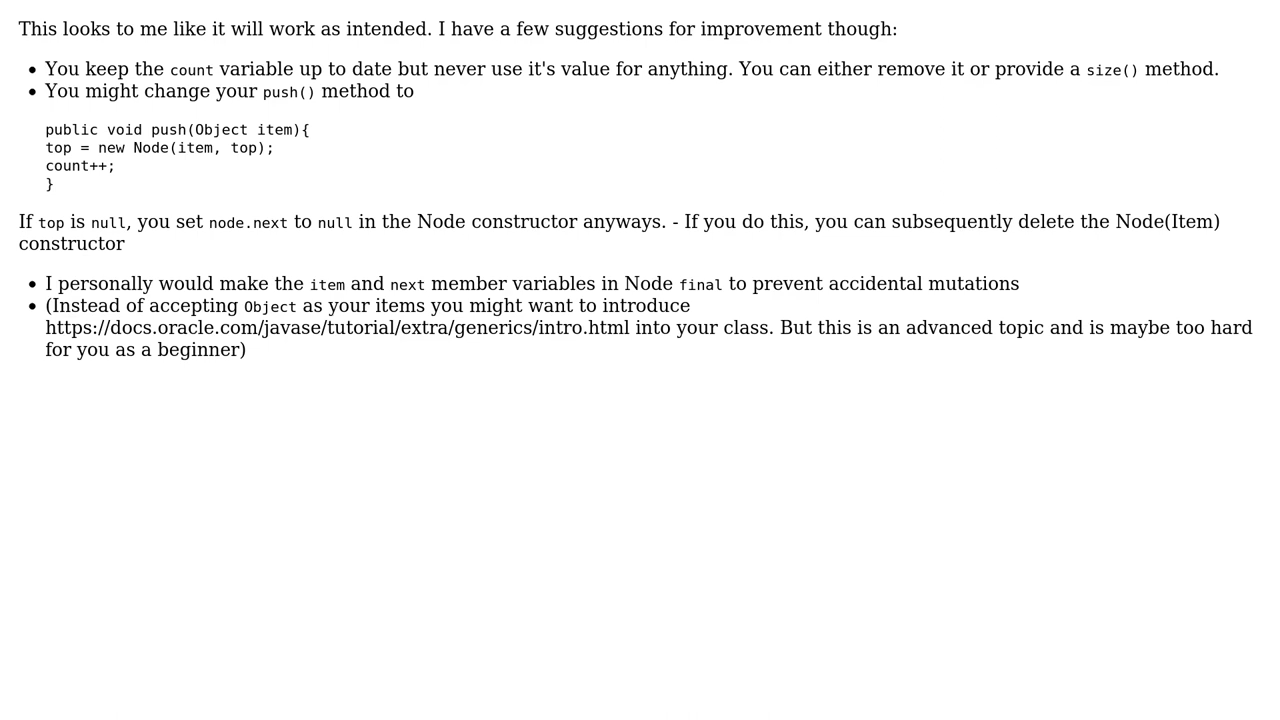 This looks to me like it will work as intended. I have a few suggestions for improvement though:
• You keep the count variable up to date but never use it's value for anything. You can either remove it or provide a size() method.
• You might change your push() method to
public void push(Object item){
top = new Node(item, top);
count++;
}
If top is null, you set node.next to null in the Node constructor anyways. - If you do this, you can subsequently delete the Node(Item)
constructor
• I personally would make the item and next member variables in Node final to prevent accidental mutations
• (Instead of accepting Object as your items you might want to introduce
https://docs.oracle.com/javase/tutorial/extra/generics/intro.html into your class. But this is an advanced topic and is maybe too hard
for you as a beginner)